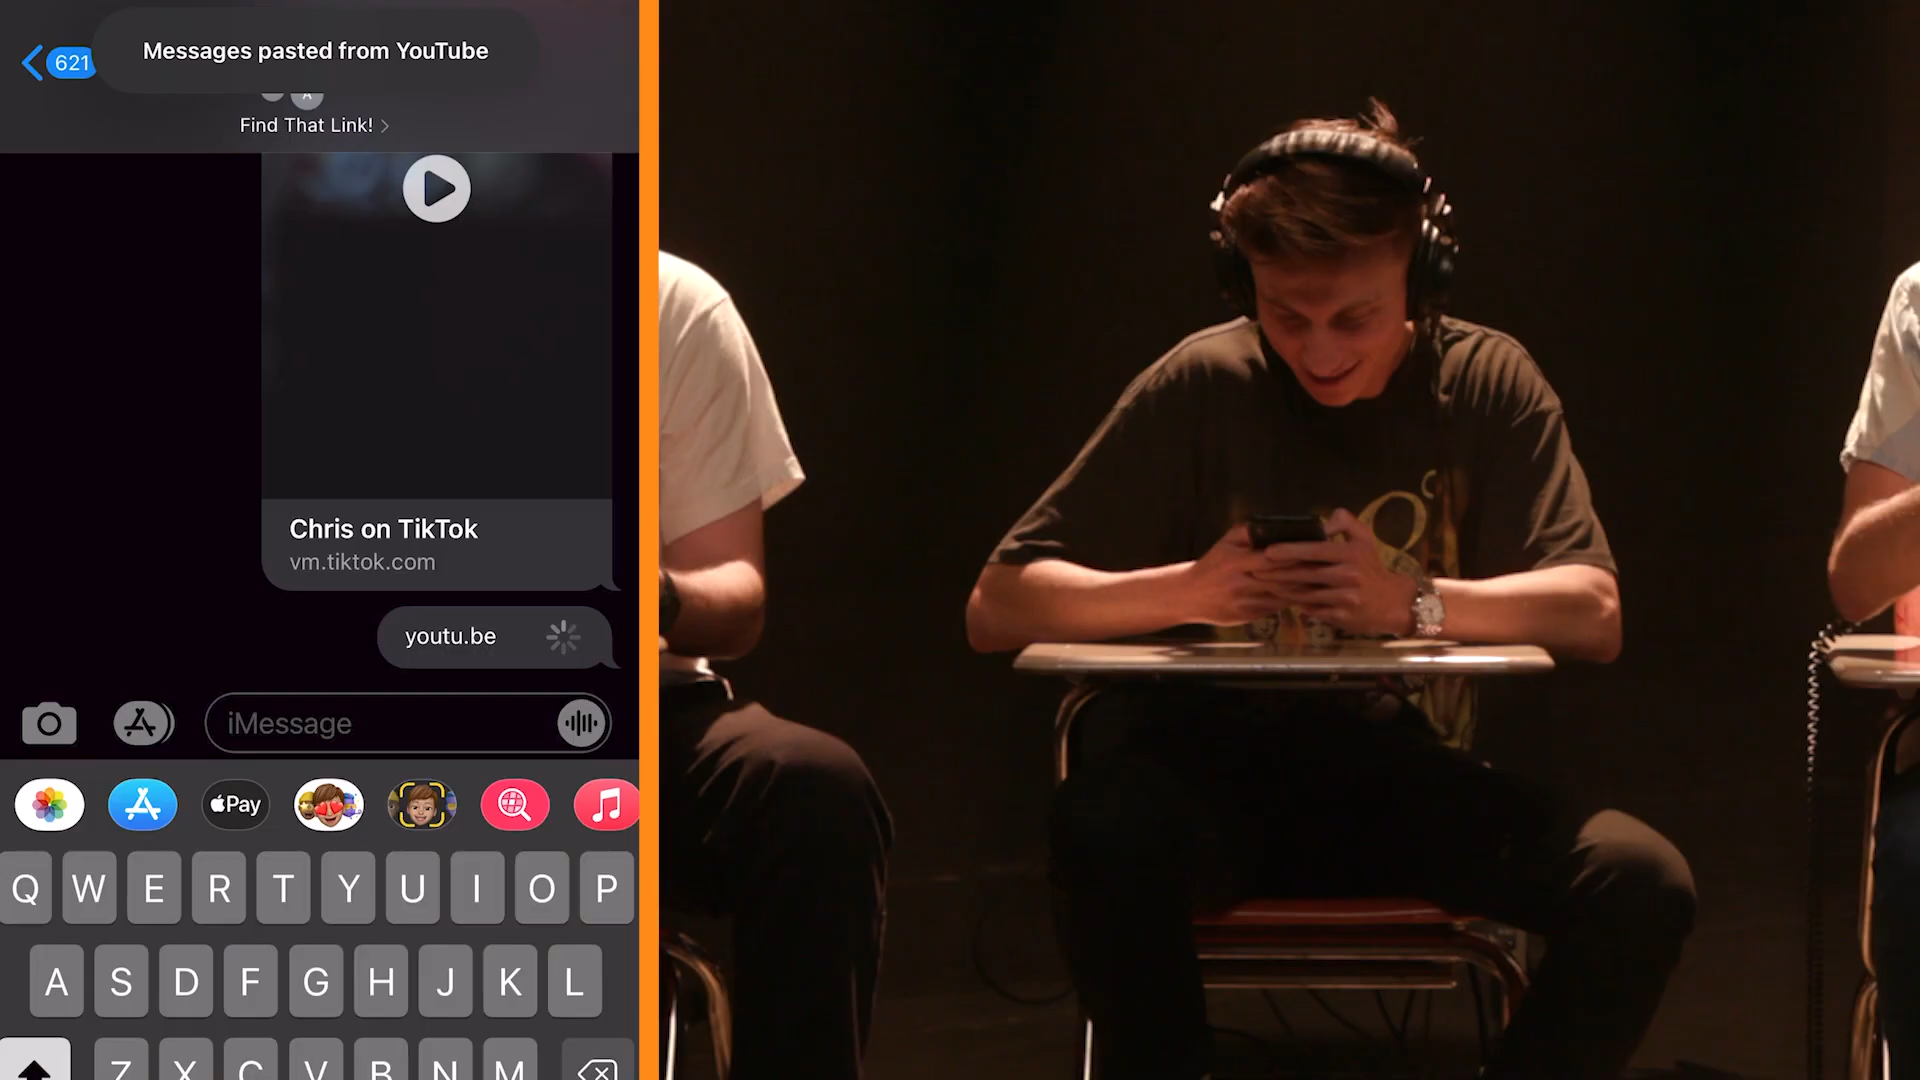 Messages pasted from YouTube
621
A
Find That Link!
Chris on TikTok
vm.tiktok.com
youtu.be
iMessage
Pay
Q W E R T Y U I O P
A S D F G H J K L
Z X C V B N M